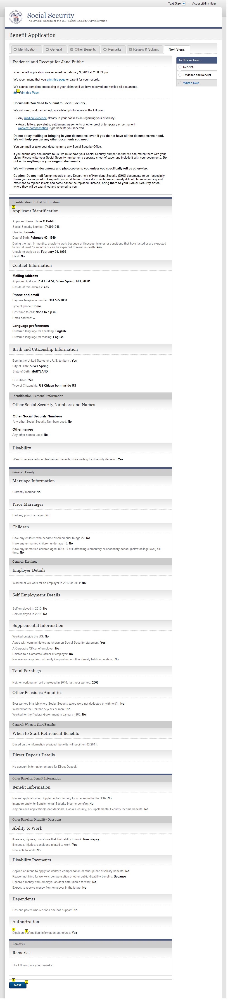 Text Size | Accessibility Help
SOCIAL SECURITY ADMINISTRATION USA
Social Security
The Official Website of the U.S. Social Security Administration
Benefit Application
Identification General Other Benefits Remarks Review & Submit Next Steps
Evidence and Receipt for Jane Public
Your benefit application was received on February 9, 2011 at 2:58:09 pm.
We recommend that you print this page or save it for your records.
We cannot complete processing of your claim until we have received and verified all documents.
1
Print this Page
Documents You Need to Submit to Social Security.
We will need, and can accept, uncertified photocopies of the following:
• Any medical evidence already in your possession regarding your disability.
• Award letters, pay stubs, settlement agreements or other proof of temporary or permanent
workers' compensation -type benefits you received.
Do not delay mailing or bringing in your documents, even if you do not have all the documents we need.
We will help you get any other documents you need.
You can mail or take your documents to any Social Security Office.
If you submit any documents to us, we must have your Social Security number so that we can match them with your
claim. Please write your Social Security number on a separate sheet of paper and include it with your documents. Do
not write anything on your original documents.
We will return all documents and photocopies to you unless you specifically tell us otherwise.
Caution: Do not mail foreign records or any Department of Homeland Security (DHS) documents to us - especially
those you are required to keep with you at all times. These documents are extremely difficult, time-consuming and
expensive to replace if lost; and some cannot be replaced. Instead, bring them to your Social Security office
where they will be examined and returned to you.
In this section...
Receipt
Evidence and Receipt
What's Next
Identification: Initial Information
Applicant Identification
Applicant Name: Jane Q Public
Social Security Number: 743991246
Gender: Female
Date of Birth: February 03, 1949
During the last 14 months, unable to work because of illnesses, injuries or conditions that have lasted or are expected
to last at least 12 months or can be expected to result in death: Yes
Unable to work as of: February 24, 1995
Blind: No
Contact Information
Mailing Address
Applicant Address: 234 First St, Silver Spring, MD, 20901
Reside at this address: Yes
Phone and email
Daytime telephone number: 301 555 7890
Type of phone: Home
Best time to call: Noon to 5 p.m.
Email address: --
Language preferences
Preferred language for speaking: English
Preferred language for reading: English
Birth and Citizenship Information
Born in the United States or a U.S. territory : Yes
City of Birth: Silver Spring
State of Birth: MARYLAND
US Citizen: Yes
Type of Citizenship: US Citizen born inside US
Identification: Personal Information
Other Social Security Numbers and Names
Other Social Security Numbers
Any other Social Security Numbers used: No
Other names
Any other names used: No
Disability
Want to receive reduced Retirement benefits while waiting for disability decision: Yes
General: Family
Marriage Information
Currently married: No
Prior Marriages
Had any prior marriages: No
Children
Have any children who became disabled prior to age 22: No
Have any unmarried children under age 18: No
Have any unmarried children aged 18 to 19 still attending elementary or secondary school (below college level) full
time: No
General: Earnings
Employer Details
Worked or will work for an employer in 2010 or 2011: No
Self-Employment Details
Self-employed in 2010: No
Self-employed in 2011: No
Supplemental Information
Worked outside the US: No
Agree with earning history as shown on Social Security statement: Yes
A Corporate Officer of employer: No
Related to a Corporate Officer of employer: No
Receive earnings from a Family Corporation or other closely held corporation: No
Total Earnings
Neither working nor self-employed in 2010, last year worked: 2006
Other Pensions/Annuities
Ever worked in a job where Social Security taxes were not deducted or withheld?: No
Worked for the Railroad 5 years or more: No
Worked for the Federal Government in January 1983: No
General: When to Start Benefits
When to Start Retirement Benefits
Based on the information provided, benefits will begin on 03/2011.
Direct Deposit Details
No account information entered for Direct Deposit.
Other Benefits: Benefit Information
Benefit Information
Recent application for Supplemental Security Income submitted to SSA: No
Intend to apply for Supplemental Security Income benefits: No
Any previous application(s) for Medicare, Social Security, or Supplemental Security Income benefits: No
Other Benefits: Disability Questions
Ability to Work
Illnesses, injuries, conditions that limit ability to work: Narcolepsy
Illnesses, injuries, conditions related to work: Yes
Now able to work: No
Disability Payments
Applied or intend to apply for worker's compensation or other public disability benefits: No
Reason not filing for worker's compensation or other public disability benefits: Because
Received money from employer on/after date unable to work: No
Expect to receive money from employer in the future: No
Dependents
Has one parent who receives one-half support: No
Authorization
Disclosure of medical information authorized: Yes
Remarks
Remarks
The following are your remarks:
Next